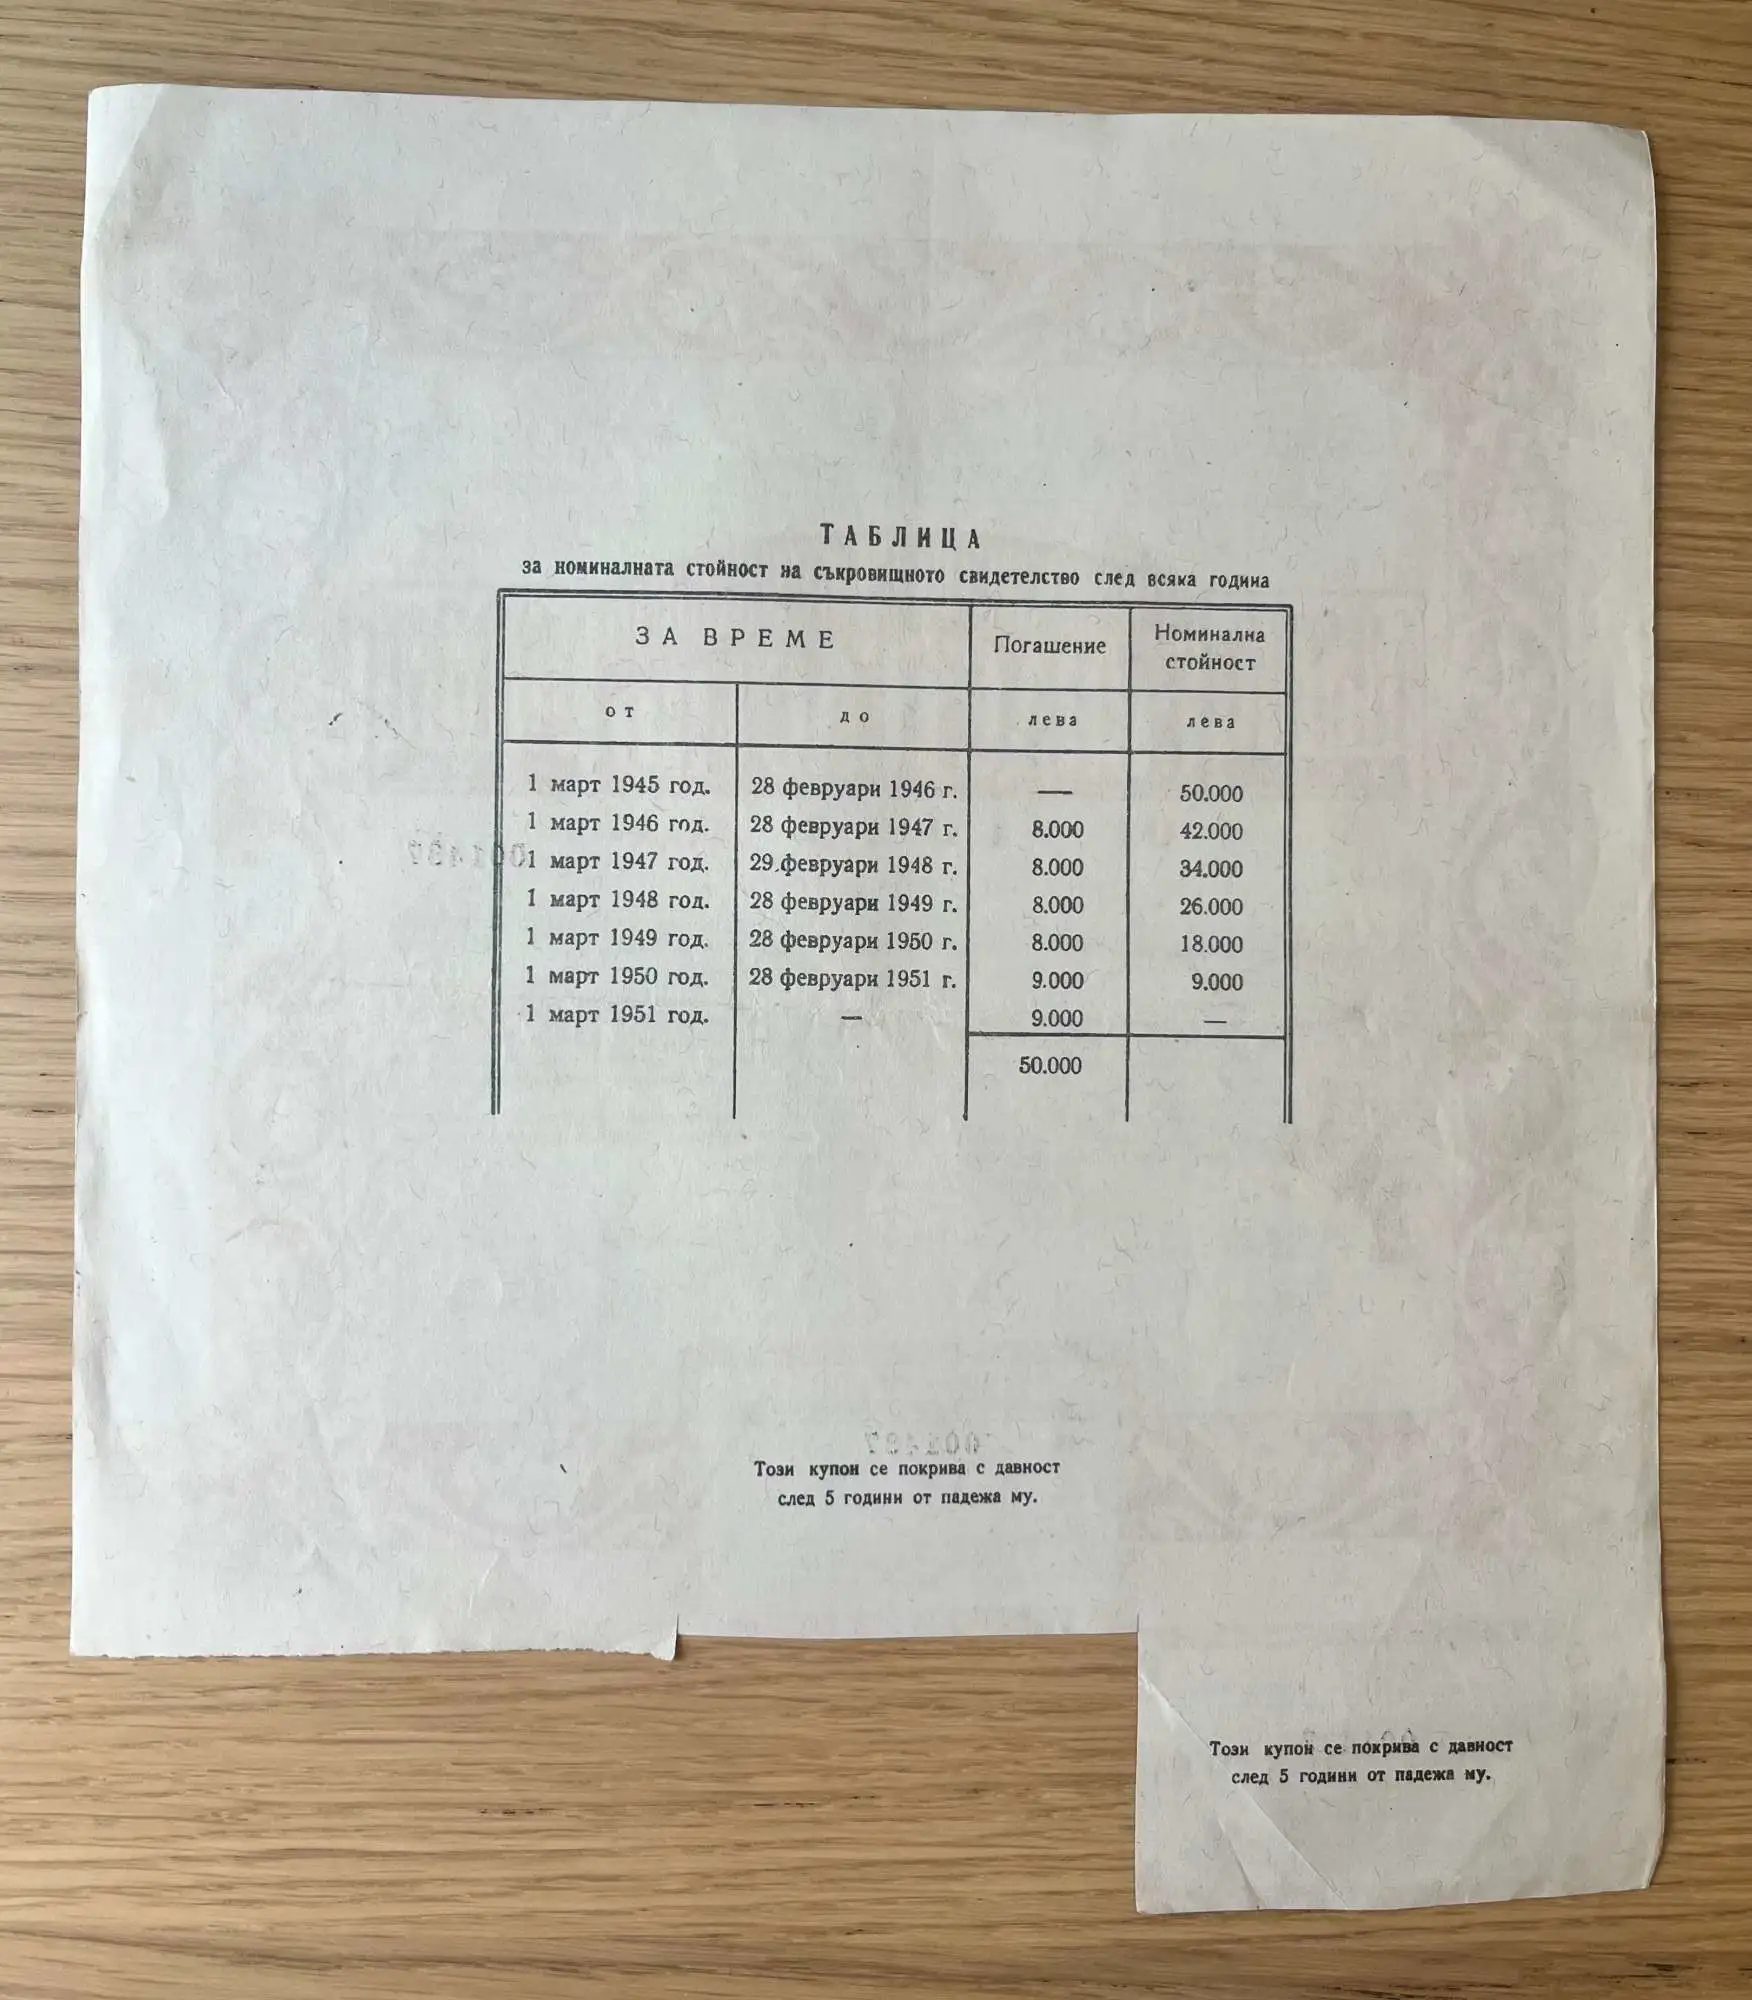 ТАБЛИЦА
за номиналната стойност на съкровищното свидетелство след всяка година
ЗА ВРЕМЕ Погашение Номинална стойност
от до лева лева
1 март 1945 год. 28 февруари 1946 г. — 50.000
1 март 1946 год. 28 февруари 1947 г. 8.000 42.000
1 март 1947 год. 29 февруари 1948 г. 8.000 34.000
1 март 1948 год. 28 февруари 1949 г. 8.000 26.000
1 март 1949 год. 28 февруари 1950 г. 8.000 18.000
1 март 1950 год. 28 февруари 1951 г. 9.000 9.000
1 март 1951 год. — 9.000 —
50.000
Този купон се покрива с давност
след 5 години от падежа му.
Този купон се покрива с давност
след 5 години от падежа му.